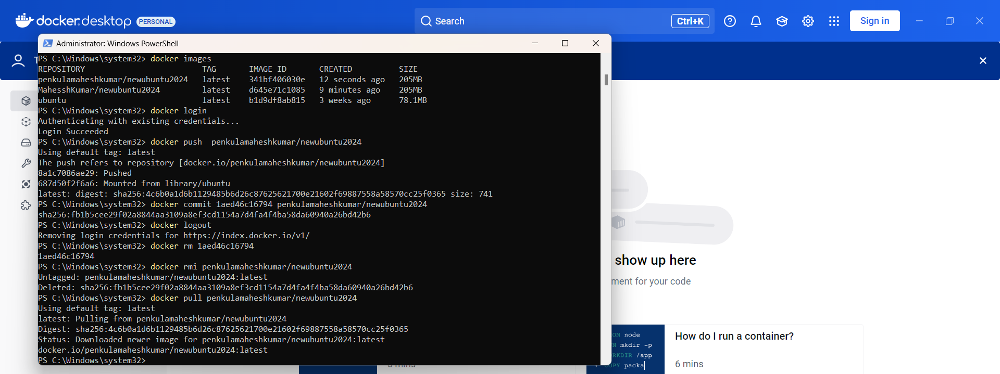 docker.desktop PERSONAL
Search Ctrl+K
Sign in
Administrator: Windows PowerShell
PS C:\Windows\system32> docker images
REPOSITORY TAG IMAGE ID CREATED SIZE
penkulamaheshkumar/newubuntu2024 latest 341bf406030e 12 seconds ago 205MB
MahesshKumar/newubuntu2024 latest d645e71c1085 9 minutes ago 205MB
ubuntu latest b1d9df8ab815 3 weeks ago 78.1MB
PS C:\Windows\system32> docker login
Authenticating with existing credentials...
Login Succeeded
PS C:\Windows\system32> docker push  penkulamaheshkumar/newubuntu2024
Using default tag: latest
The push refers to repository [docker.io/penkulamaheshkumar/newubuntu2024]
8a1c7086ae29: Pushed
687d50f2f6a6: Mounted from library/ubuntu
latest: digest: sha256:4c6b0a1d6b1129485b6d26c87625621700e21602f69887558a58570cc25f0365 size: 741
PS C:\Windows\system32> docker commit 1aed46c16794 penkulamaheshkumar/newubuntu2024
sha256:fb1b5cee29f02a8844aa3109a8ef3cd1154a7d4fa4f4ba58da60940a26bd42b6
PS C:\Windows\system32> docker logout
Removing login credentials for https://index.docker.io/v1/
PS C:\Windows\system32> docker rm 1aed46c16794
1aed46c16794
PS C:\Windows\system32> docker rmi penkulamaheshkumar/newubuntu2024
Untagged: penkulamaheshkumar/newubuntu2024:latest
Deleted: sha256:fb1b5cee29f02a8844aa3109a8ef3cd1154a7d4fa4f4ba58da60940a26bd42b6
PS C:\Windows\system32> docker pull penkulamaheshkumar/newubuntu2024
Using default tag: latest
latest: Pulling from penkulamaheshkumar/newubuntu2024
Digest: sha256:4c6b0a1d6b1129485b6d26c87625621700e21602f69887558a58570cc25f0365
Status: Downloaded newer image for penkulamaheshkumar/newubuntu2024:latest
docker.io/penkulamaheshkumar/newubuntu2024:latest
PS C:\Windows\system32>
show up here
ment for your code
OM node
N mkdir -p
RKDIR /app
COPY packa
How do I run a container?
6 mins